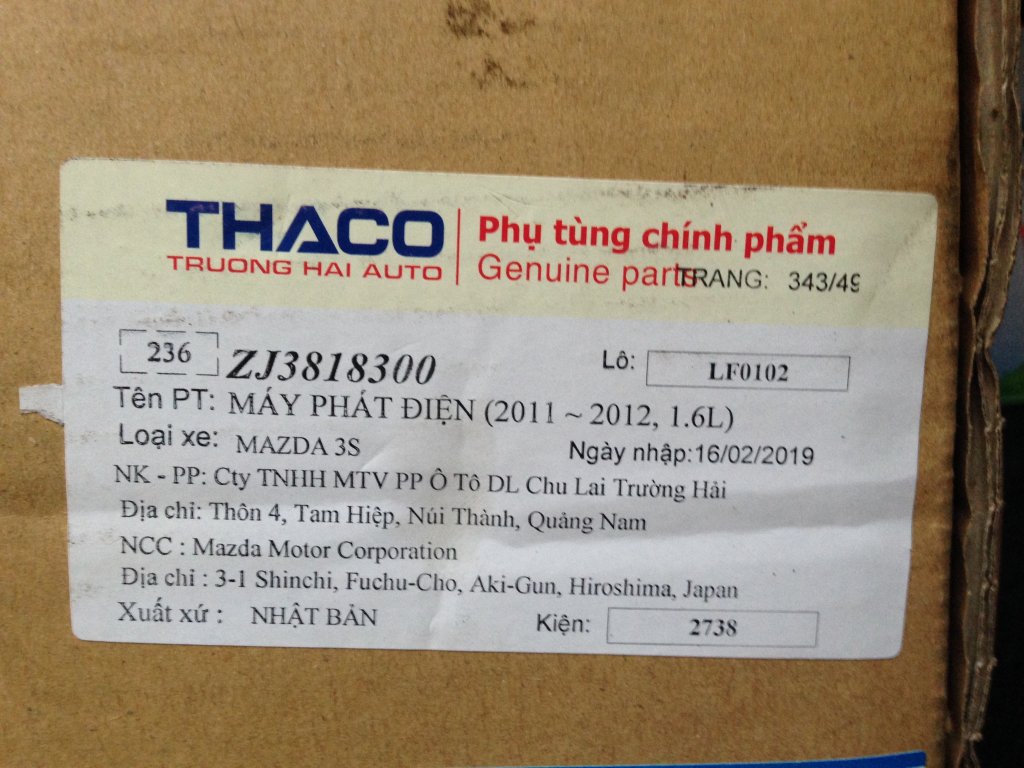 THACO
TRUONG HAI AUTO
Phụ tùng chính phẩm
Genuine parts
TRANG: 343/49
236
ZJ3818300
Lô: LF0102
Tên PT: MÁY PHÁT ĐIỆN (2011 ~ 2012, 1.6L)
Loại xe: MAZDA 3S
Ngày nhập:16/02/2019
NK - PP: Cty TNHH MTV PP Ô Tô DL Chu Lai Trường Hải
Địa chỉ: Thôn 4, Tam Hiệp, Núi Thành, Quảng Nam
NCC : Mazda Motor Corporation
Địa chỉ : 3-1 Shinchi, Fuchu-Cho, Aki-Gun, Hiroshima, Japan
Xuất xứ : NHẬT BẢN
Kiện: 2738